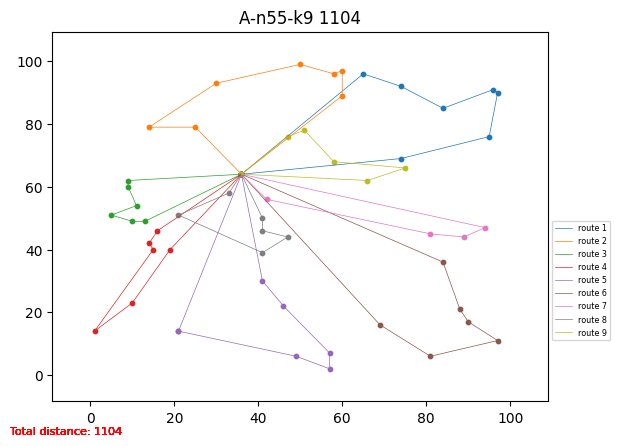 A-n55-k9 1104
100
80
60
40
20
0
0 20 40 60 80 100
route 1
route 2
route 3
route 4
route 5
route 6
route 7
route 8
route 9
Total distance: 1104